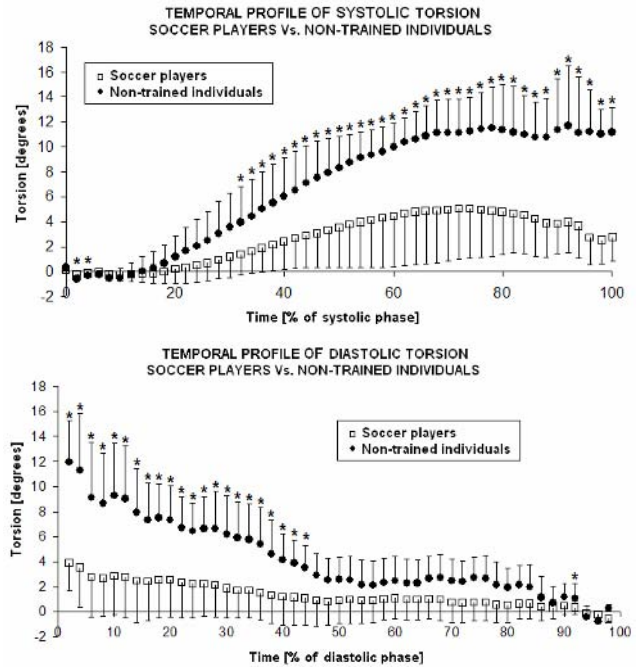 TEMPORAL PROFILE OF SYSTOLIC TORSION
SOCCER PLAYERS Vs. NON-TRAINED INDIVIDUALS
18
16
14
12
10
8
6
4
2
0
-2
Torsion [degrees]
Soccer players
Non-trained individuals
0 20 40 60 80 100
Time [% of systolic phase]
TEMPORAL PROFILE OF DIASTOLIC TORSION
SOCCER PLAYERS Vs. NON-TRAINED INDIVIDUALS
18
16
14
12
10
8
6
4
2
0
-2
Torsion [degrees]
Soccer players
Non-trained individuals
0 10 20 30 40 50 60 70 80 90 100
Time [% of diastolic phase]